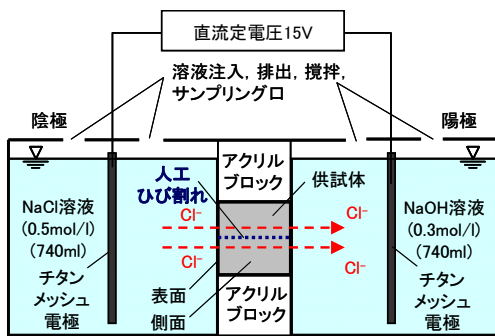 直流定電圧15V
溶液注入，排出，撹拌，
サンプリング口
陰極
陽極
アクリル
ブロック
人工
ひび割れ
供試体
NaCl溶液
(0.5mol/l)
(740ml)
チタン
メッシュ
電極
Cl⁻
Cl⁻
Cl⁻
Cl⁻
NaOH溶液
(0.3mol/l)
(740ml)
チタン
メッシュ
電極
表面
側面
アクリル
ブロック